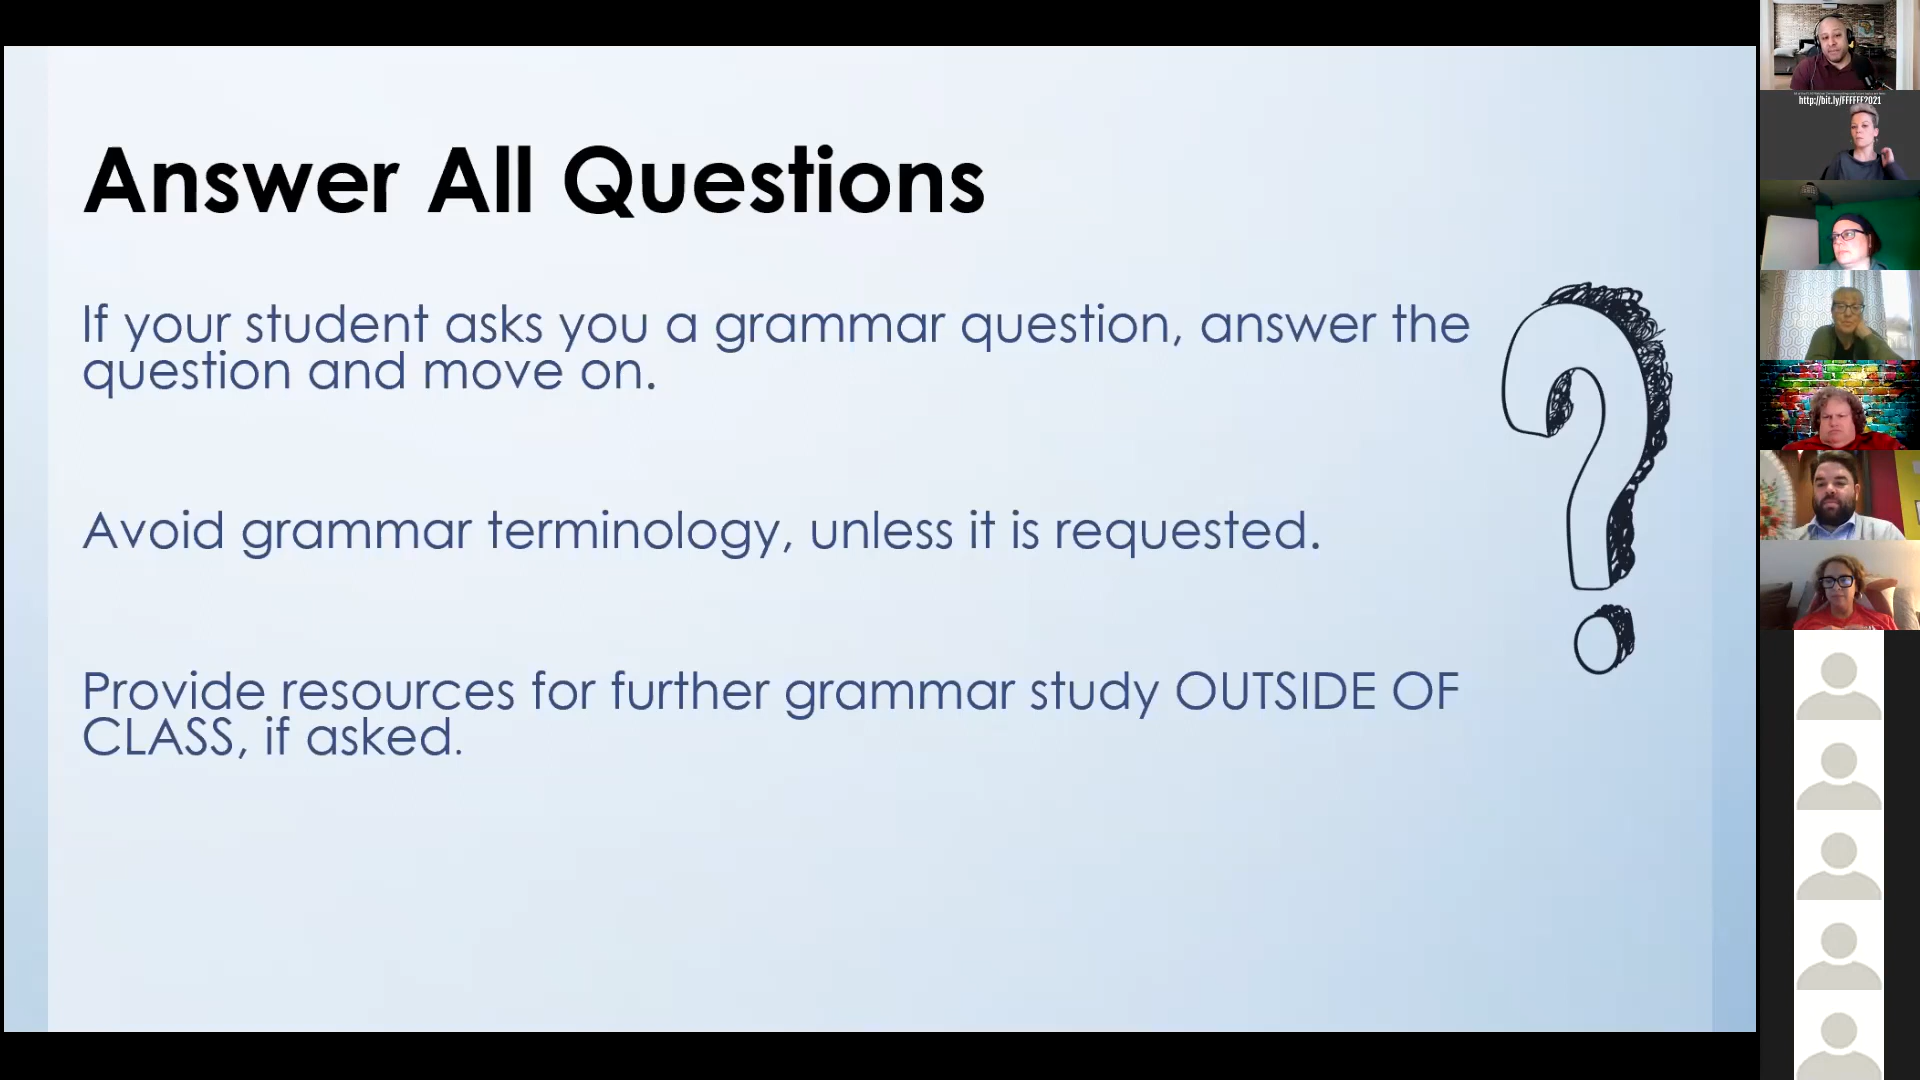 Answer All Questions
If your student asks you a grammar question, answer the
question and move on.
Avoid grammar terminology, unless it is requested.
Provide resources for further grammar study OUTSIDE OF
CLASS, if asked.
http://bit.ly/FFFFFF2021